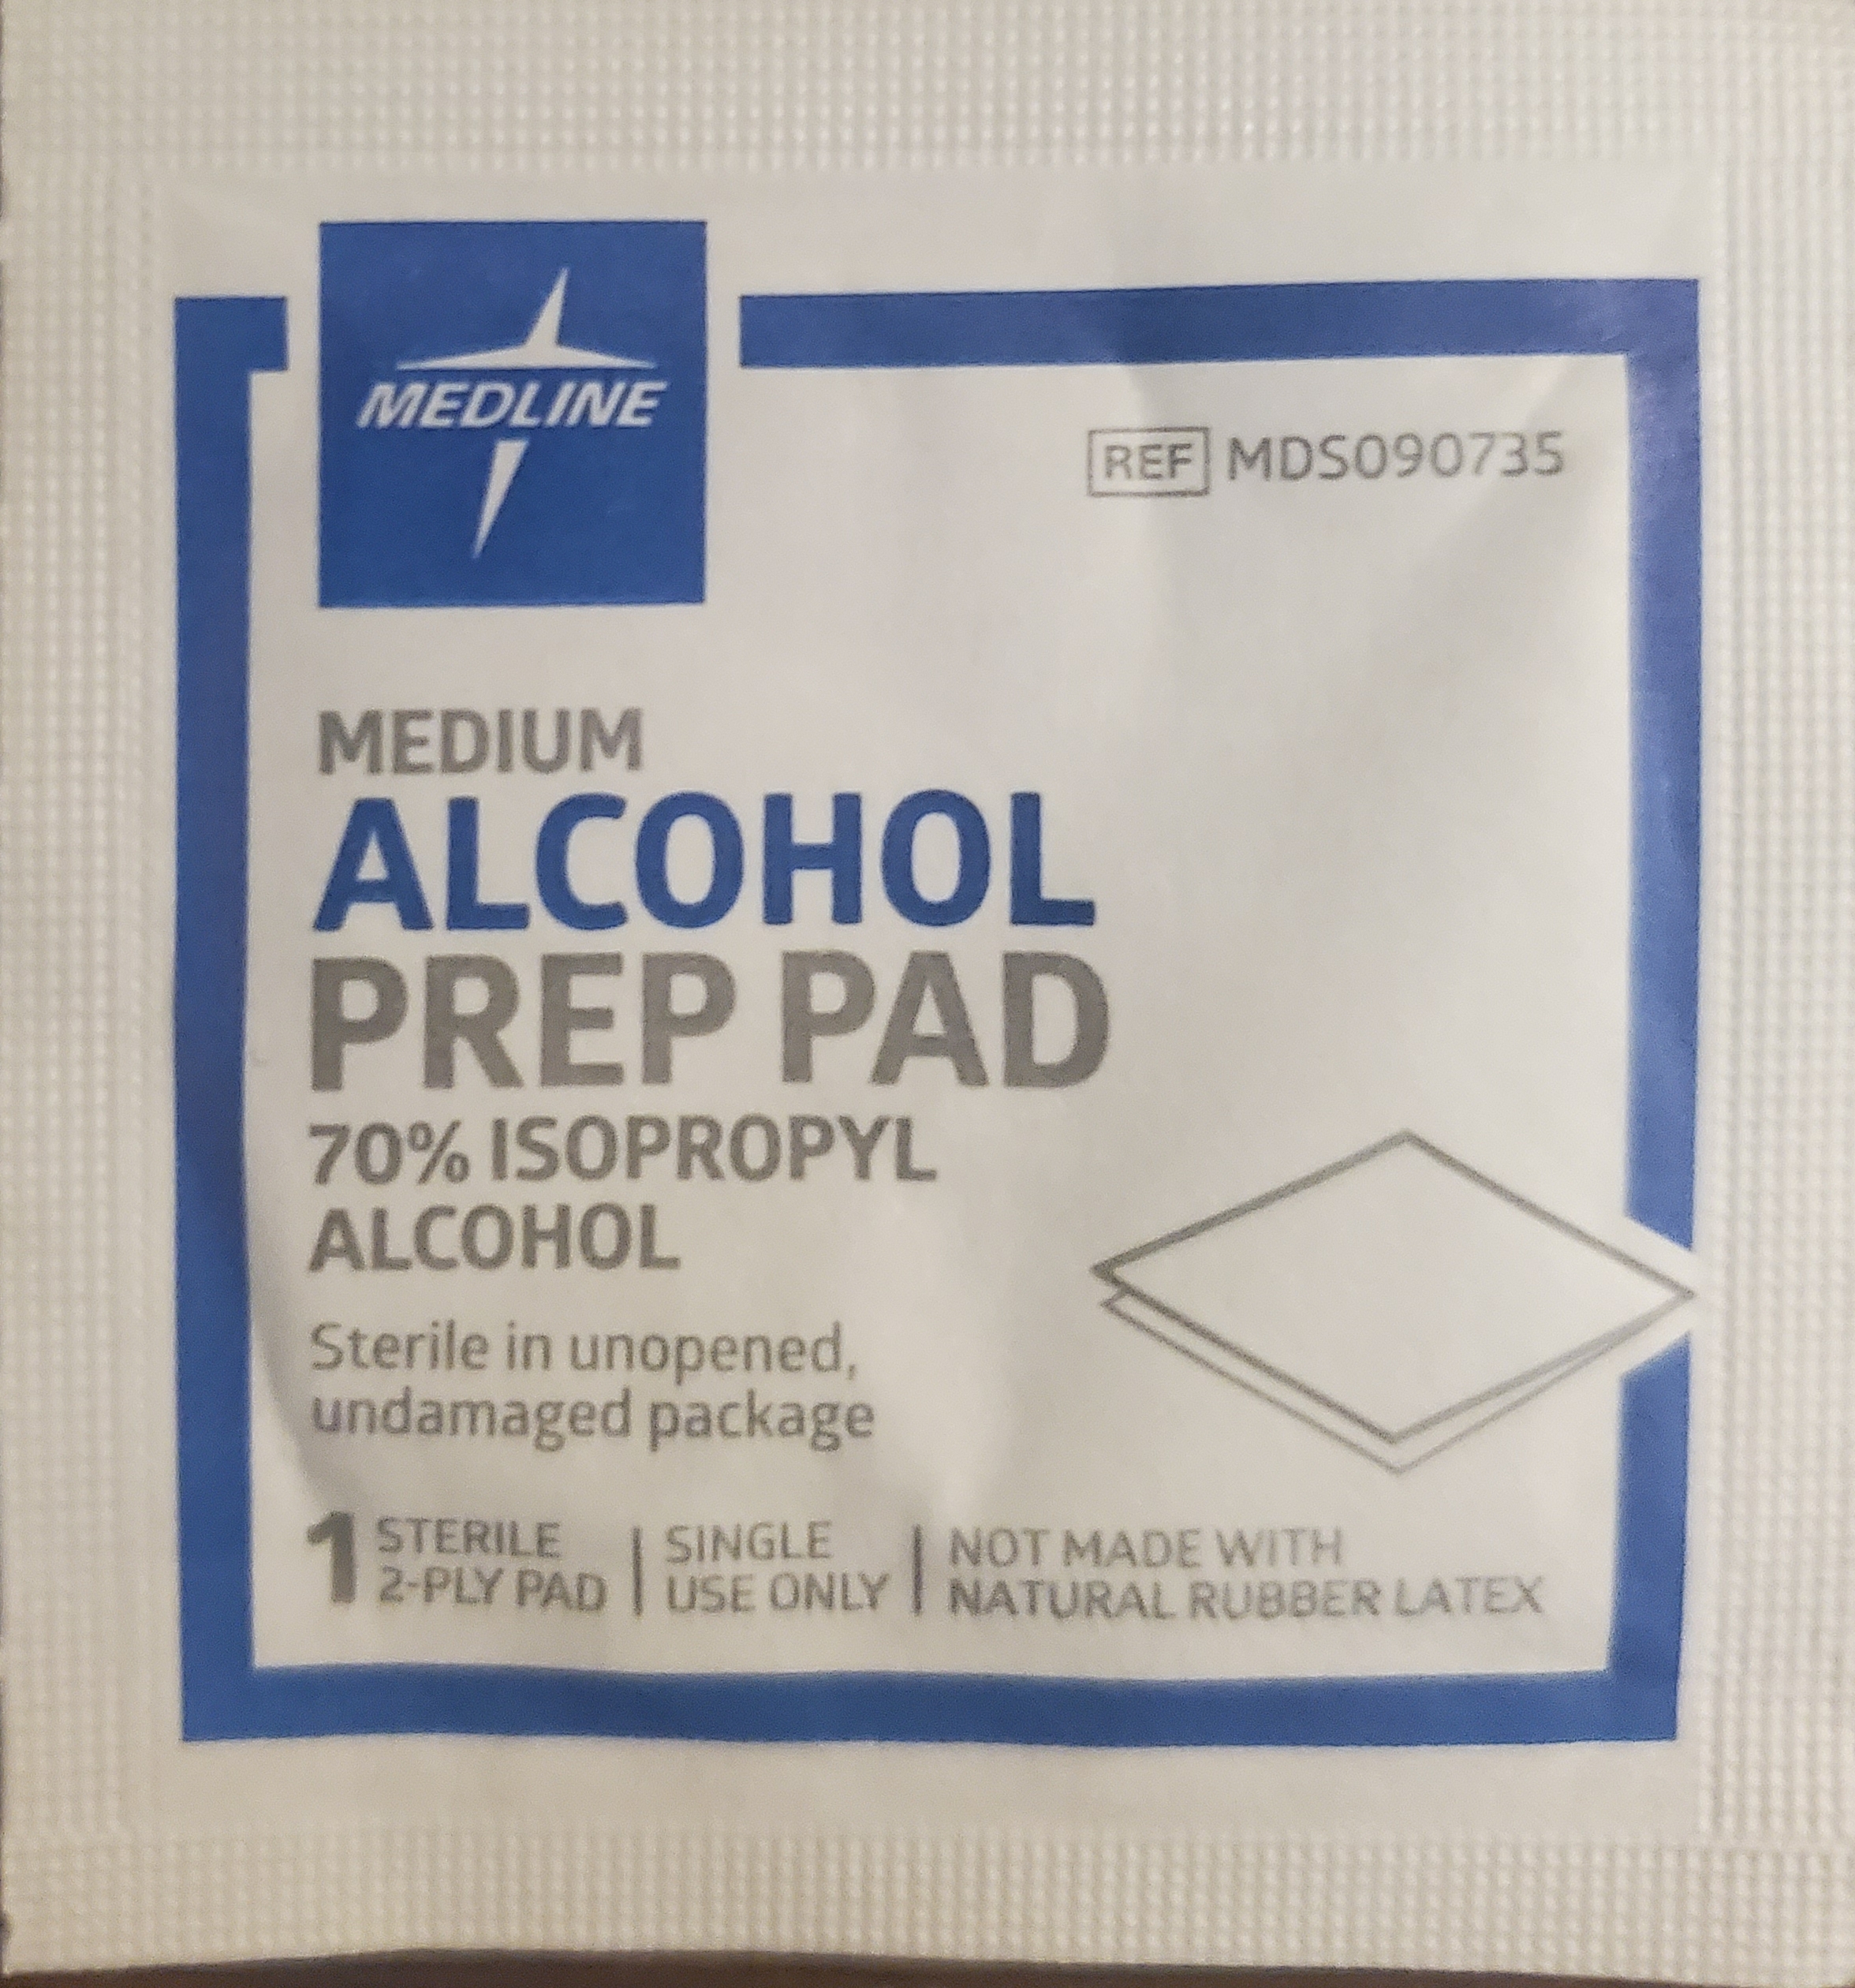 MEDLINE
REF MDS090735
MEDIUM
ALCOHOL
PREP PAD
70% ISOPROPYL
ALCOHOL
Sterile in unopened,
undamaged package
1 STERILE
2-PLY PAD
SINGLE
USE ONLY
NOT MADE WITH
NATURAL RUBBER LATEX